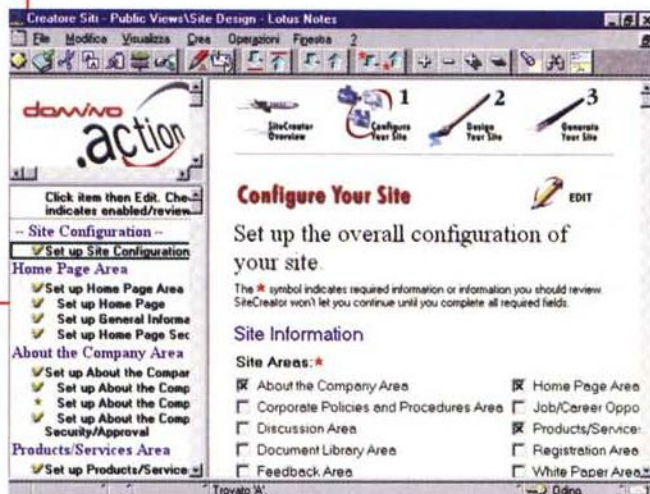 Creatore Siti - Public Views\Site Design - Lotus Notes
File Modifica Visualizza Crea Operazioni Finestra ?
domino
.action
Click item then Edit. Che
indicates enabled/review
-- Site Configuration --
Set up Site Configuration
Home Page Area
Set up Home Page Area
Set up Home Page
Set up General Informa
Set up Home Page Sec
About the Company Area
Set up About the Compar
Set up About the Comp
Set up About the Comp
Set up About the Comp
Security/Approval
Products/Services Area
Set up Products/Service
SiteCreator
Overview
1
Configure
Your Site
2
Design
Your Site
3
Generate
Your Site
Configure Your Site
EDIT
Set up the overall configuration of
your site.
The * symbol indicates required information or information you should review.
SiteCreator won't let you continue until you complete all required fields.
Site Information
Site Areas:*
About the Company Area
Home Page Area
Corporate Policies and Procedures Area
Job/Career Oppo
Discussion Area
Products/Services
Document Library Area
Registration Area
Feedback Area
White Paper Area
Trovato 'A'